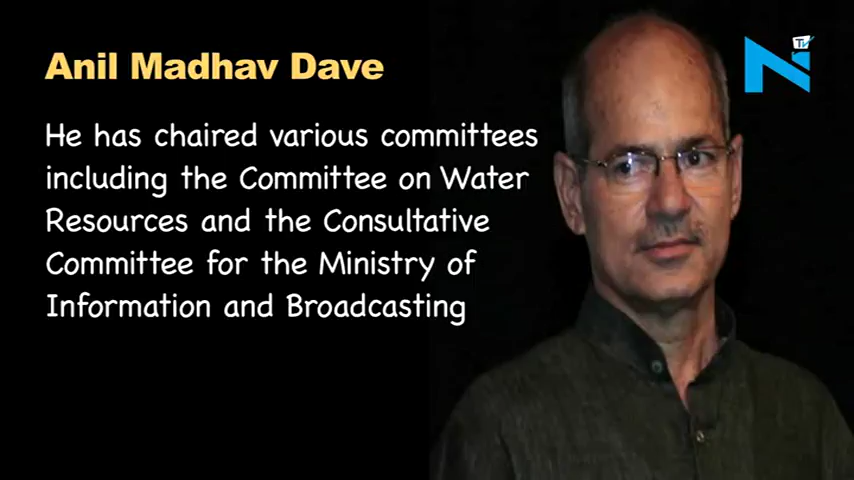 Anil Madhav Dave
He has chaired various committees
including the Committee on Water
Resources and the Consultative
Committee for the Ministry of
Information and Broadcasting
N
TV